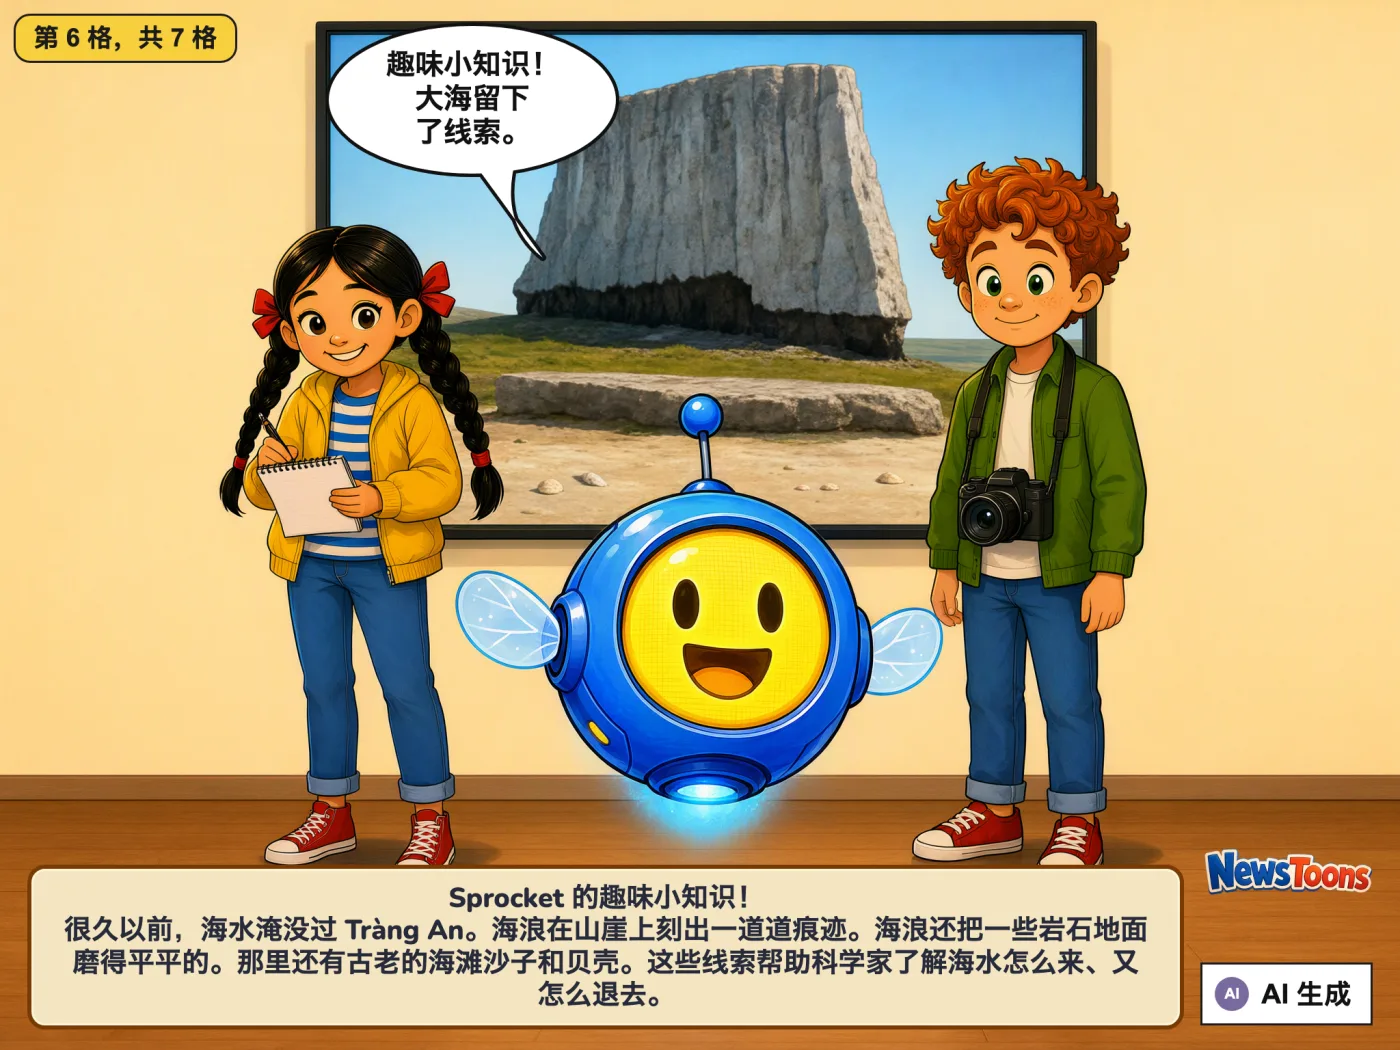 第 6 格，共 7 格
趣味小知识！
大海留下
了线索。
Sprocket 的趣味小知识！
很久以前，海水淹没过 Tràng An。海浪在山崖上刻出一道道痕迹。海浪还把一些岩石地面
磨得平平的。那里还有古老的海滩沙子和贝壳。这些线索帮助科学家了解海水怎么来、又
怎么退去。
NewsToons
AI AI 生成